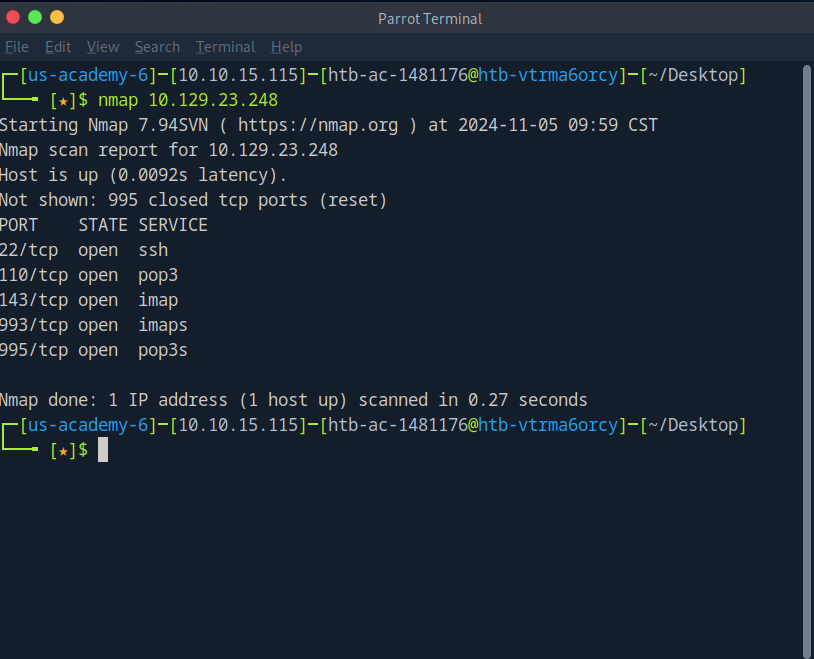 Parrot Terminal
File Edit View Search Terminal Help
┌─[us-academy-6]─[10.10.15.115]─[htb-ac-1481176@htb-vtrma6orcy]─[~/Desktop]
└──╼ [★]$ nmap 10.129.23.248
Starting Nmap 7.94SVN ( https://nmap.org ) at 2024-11-05 09:59 CST
Nmap scan report for 10.129.23.248
Host is up (0.0092s latency).
Not shown: 995 closed tcp ports (reset)
PORT    STATE SERVICE
22/tcp  open  ssh
110/tcp open  pop3
143/tcp open  imap
993/tcp open  imaps
995/tcp open  pop3s
Nmap done: 1 IP address (1 host up) scanned in 0.27 seconds
┌─[us-academy-6]─[10.10.15.115]─[htb-ac-1481176@htb-vtrma6orcy]─[~/Desktop]
└──╼ [★]$